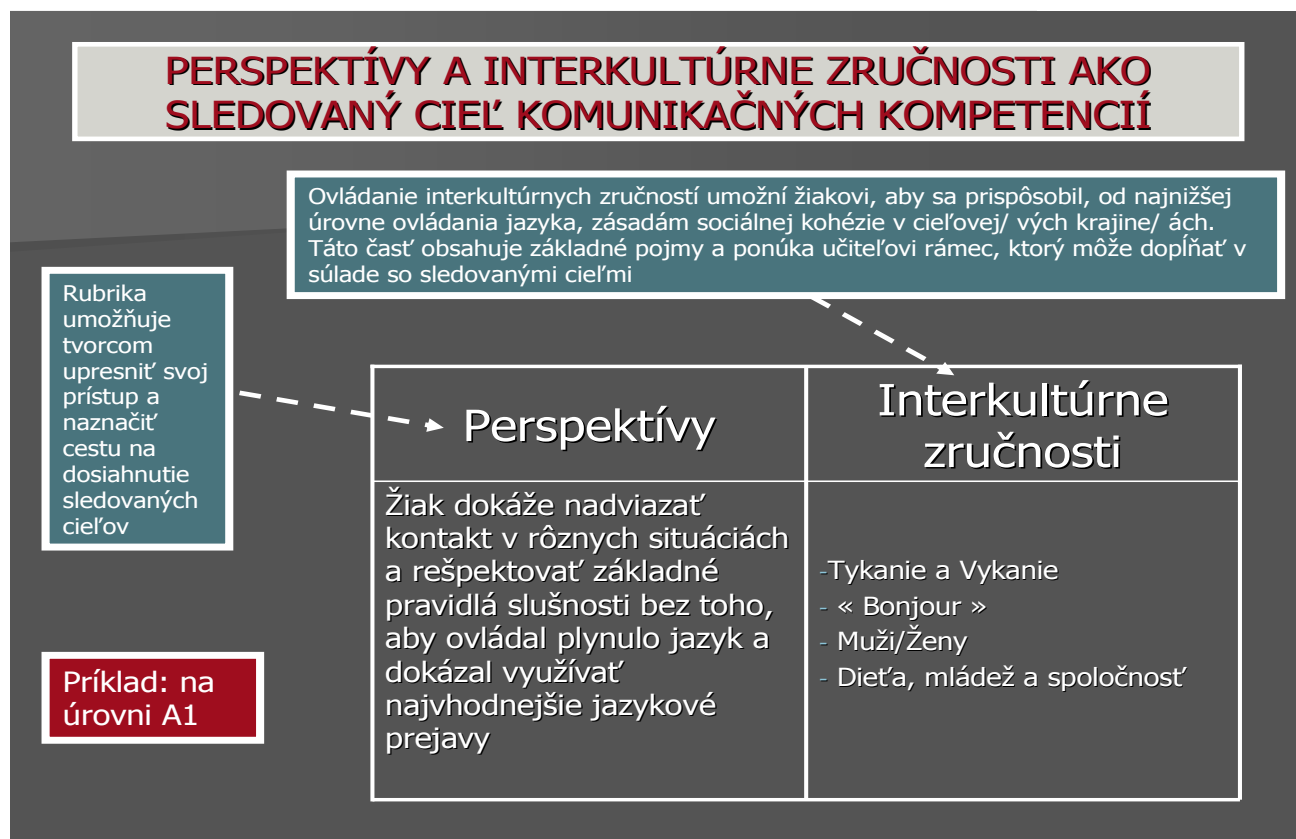 PERSPEKTÍVY A INTERKULTÚRNE ZRUČNOSTI AKO
SLEDOVANÝ CIEĽ KOMUNIKAČNÝCH KOMPETENCIÍ
Ovládanie interkultúrnych zručností umožní žiakovi, aby sa prispôsobil, od najnižšej
úrovne ovládania jazyka, zásadám sociálnej kohézie v cieľovej/ vých krajine/ ách.
Táto časť obsahuje základné pojmy a ponúka učiteľovi rámec, ktorý môže dopĺňať v
súlade so sledovanými cieľmi
Rubrika
umožňuje
tvorcom
upresniť svoj
prístup a
naznačiť
cestu na
dosiahnutie
sledovaných
cieľov
Perspektívy
Interkultúrne
zručnosti
Žiak dokáže nadviazať
kontakt v rôznych situáciách
a rešpektovať základné
pravidlá slušnosti bez toho,
aby ovládal plynulo jazyk a
dokázal využívať
najvhodnejšie jazykové
prejavy
-Tykanie a Vykanie
- « Bonjour »
- Muži/Ženy
- Dieťa, mládež a spoločnosť
Príklad: na
úrovni A1